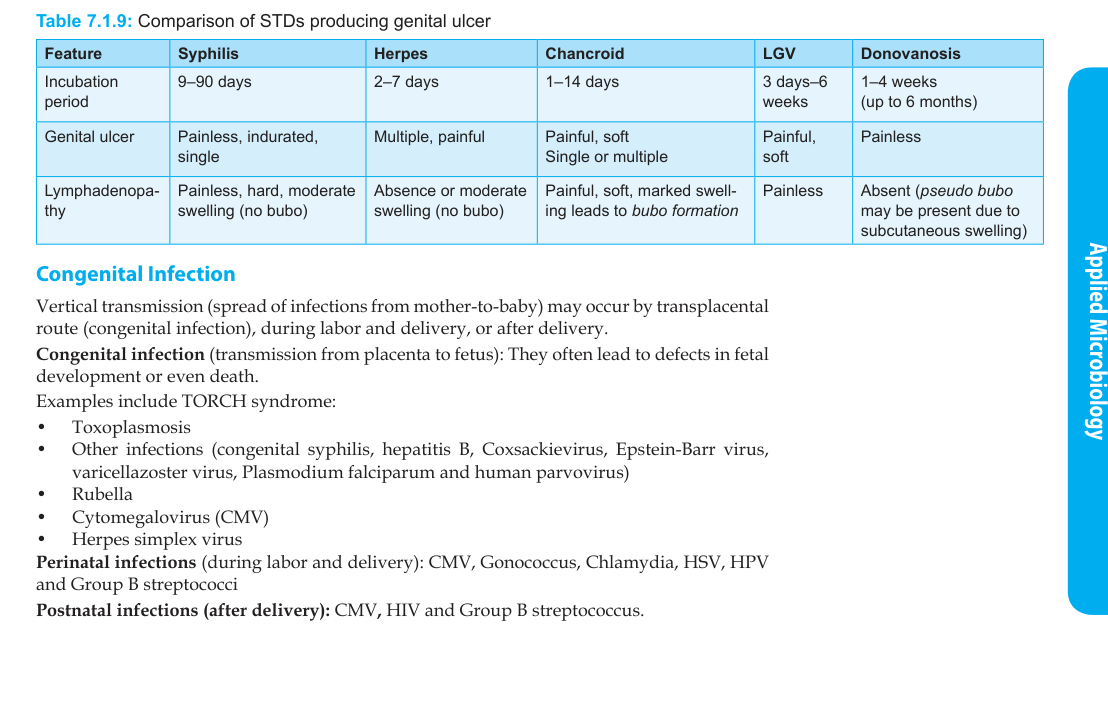 Table 7.1.9: Comparison of STDs producing genital ulcer
Feature Syphilis Herpes Chancroid LGV Donovanosis
Incubation period 9–90 days 2–7 days 1–14 days 3 days–6 weeks 1–4 weeks (up to 6 months)
Genital ulcer Painless, indurated, single Multiple, painful Painful, soft Single or multiple Painful, soft Painless
Lymphadenopa-thy Painless, hard, moderate swelling (no bubo) Absence or moderate swelling (no bubo) Painful, soft, marked swell-ing leads to bubo formation Painless Absent (pseudo bubo may be present due to subcutaneous swelling)
Congenital Infection
Vertical transmission (spread of infections from mother-to-baby) may occur by transplacental
route (congenital infection), during labor and delivery, or after delivery.
Congenital infection (transmission from placenta to fetus): They often lead to defects in fetal
development or even death.
Examples include TORCH syndrome:
• Toxoplasmosis
• Other infections (congenital syphilis, hepatitis B, Coxsackievirus, Epstein-Barr virus,
varicellazoster virus, Plasmodium falciparum and human parvovirus)
• Rubella
• Cytomegalovirus (CMV)
• Herpes simplex virus
Perinatal infections (during labor and delivery): CMV, Gonococcus, Chlamydia, HSV, HPV
and Group B streptococci
Postnatal infections (after delivery): CMV, HIV and Group B streptococcus.
Applied Microbiology